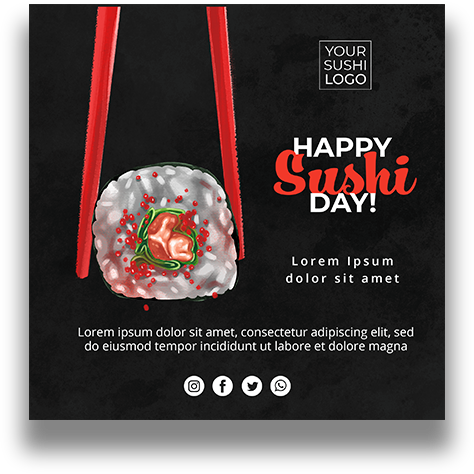 YOUR
SUSHI
LOGO
HAPPY
Sushi
DAY!
Lorem Ipsum
dolor sit amet
Lorem ipsum dolor sit amet, consectetur adipiscing elit, sed
do eiusmod tempor incididunt ut labore et dolore magna